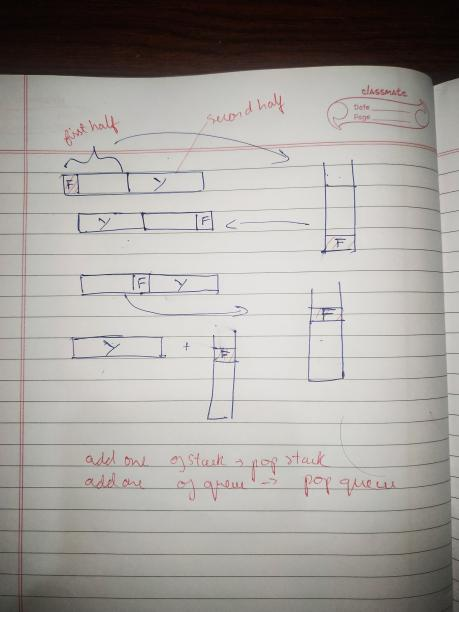 classmate
Date
Page
first half
second half
F
Y
Y
F
F
F
Y
F
Y
+
F
add one of stack → pop stack
add one of queue → pop queue